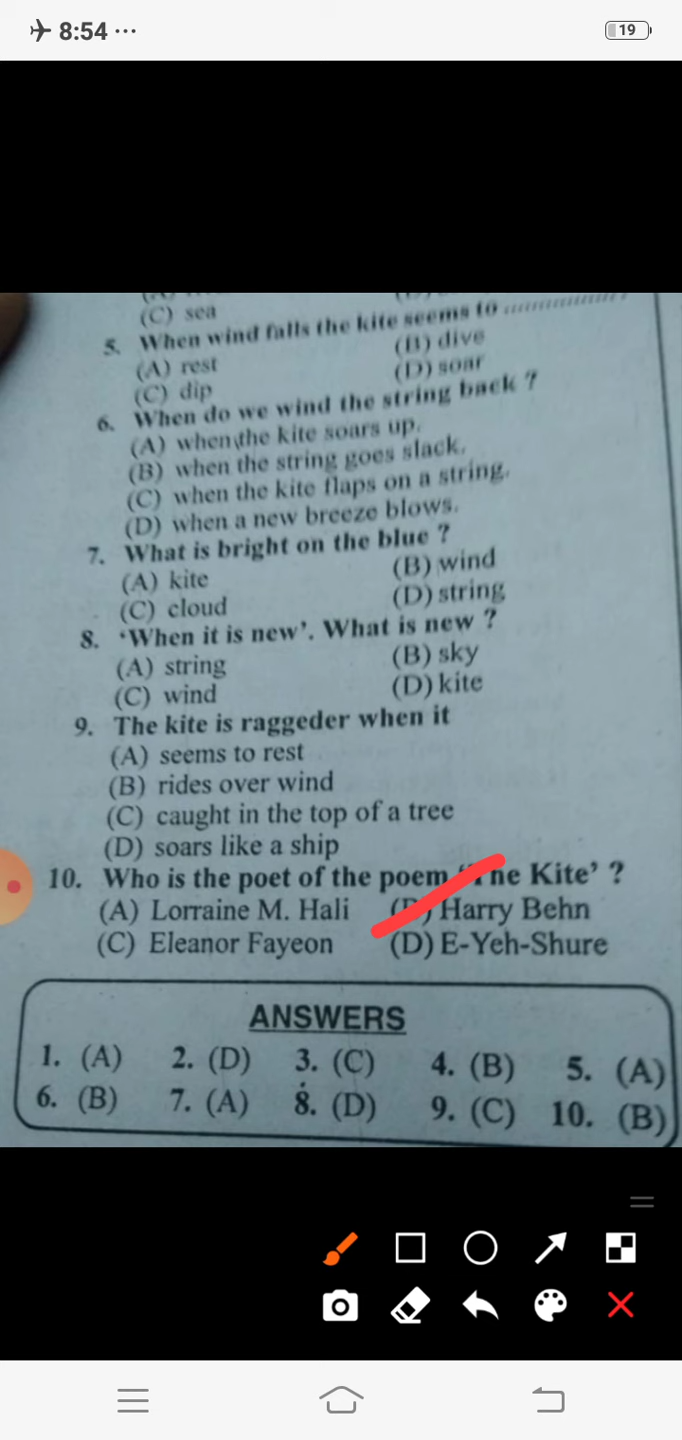 8:54 ...
19
(C) sea
5. When wind falls the kite seems to ....................
(A) rest (B) dive
(C) dip (D) soar
6. When do we wind the string back ?
(A) when the kite soars up.
(B) when the string goes slack.
(C) when the kite flaps on a string.
(D) when a new breeze blows.
7. What is bright on the blue ?
(A) kite (B) wind
(C) cloud (D) string
8. ‘When it is new’. What is new ?
(A) string (B) sky
(C) wind (D) kite
9. The kite is raggeder when it
(A) seems to rest
(B) rides over wind
(C) caught in the top of a tree
(D) soars like a ship
10. Who is the poet of the poem Kite’ ?
(A) Lorraine M. Hali Harry Behn
(C) Eleanor Fayeon (D) E-Yeh-Shure
ANSWERS
1. (A) 2. (D) 3. (C) 4. (B) 5. (A)
6. (B) 7. (A) 8. (D) 9. (C) 10. (B)